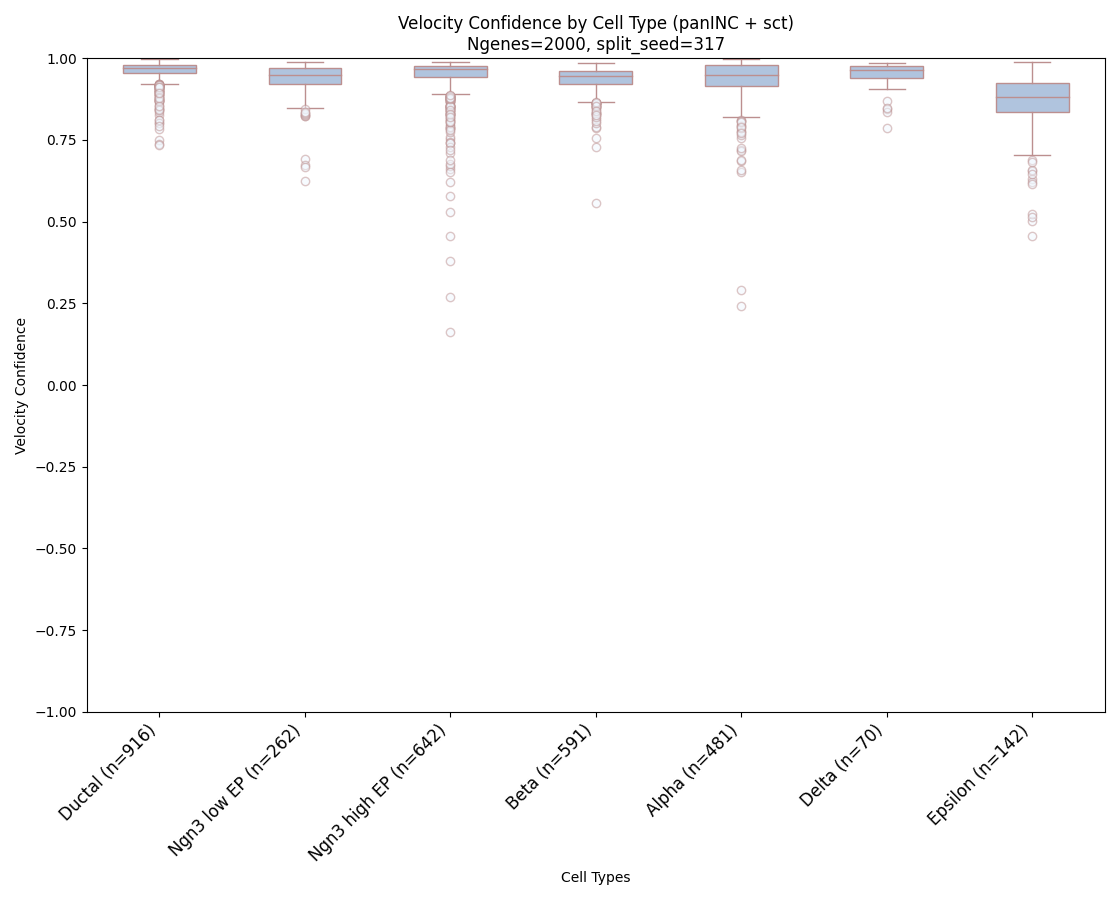 Velocity Confidence by Cell Type (panINC + sct)
Ngenes=2000, split_seed=317
Velocity Confidence
1.00
0.75
0.50
0.25
0.00
−0.25
−0.50
−0.75
−1.00
Ductal (n=916)
Ngn3 low EP (n=262)
Ngn3 high EP (n=642)
Beta (n=591)
Alpha (n=481)
Delta (n=70)
Epsilon (n=142)
Cell Types